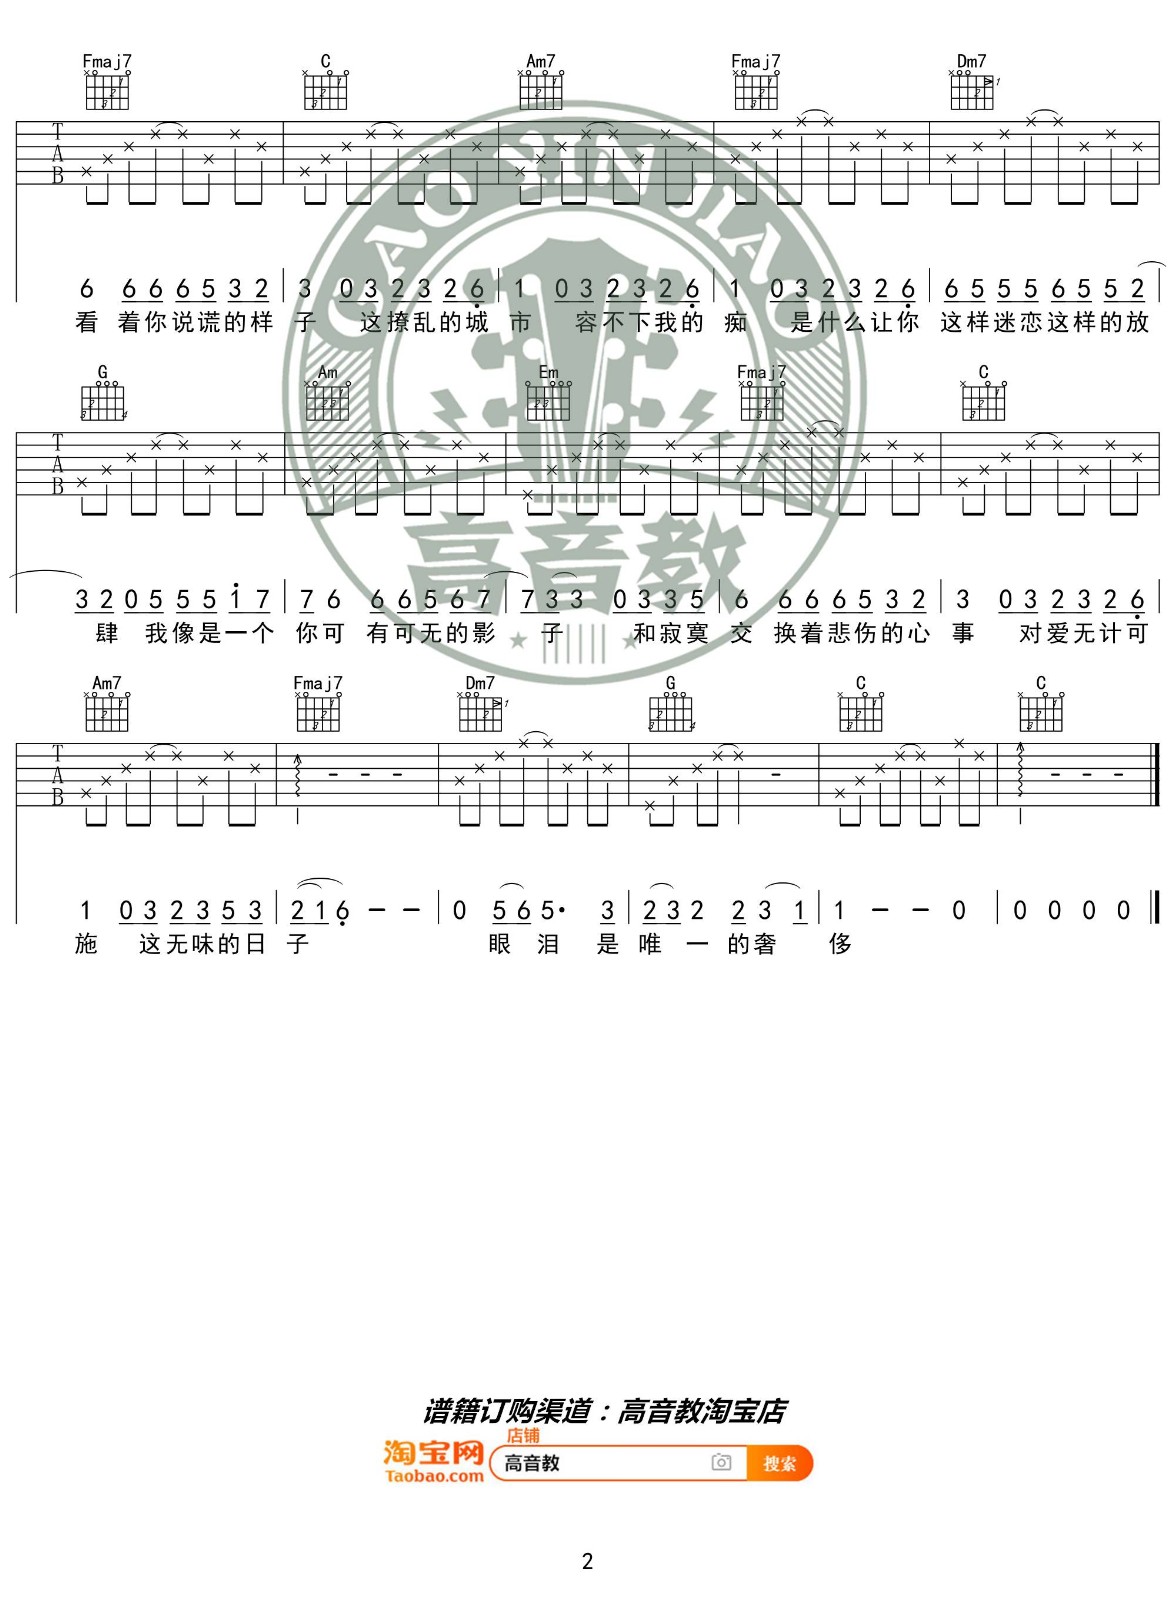 Fmaj7 C Am7 Fmaj7 Dm7
T A B
6 6 6 6 5 3 2 | 3 0 3 2 3 2 6 | 1 0 3 2 3 2 6 | 1 0 3 2 3 2 6 | 6 5 5 5 6 5 5 2
看 着你说谎的样 子 这撩乱的城 市 容不下我的 痴 是什么让你 这样迷恋这样的放
G Am Em Fmaj7 C
T A B
3 2 0 5 5 5 1 7 | 7 6 6 6 5 6 7 | 7 3 3 0 3 3 5 | 6 6 6 6 5 3 2 | 3 0 3 2 3 2 6
肆 我像是一个 你可 有可无的影 子 和寂寞 交 换着悲伤的心 事 对爱无计可
Am7 Fmaj7 Dm7 G C C
T A B
1 0 3 2 3 5 3 | 2 1 6 - - | 0 5 6 5· 3 | 2 3 2 2 3 1 | 1 - - 0 | 0 0 0 0
施 这无味的日 子 眼 泪 是 唯 一 的奢 侈
GAO YIN JIAO
高音教
谱籍订购渠道：高音教淘宝店
店铺
淘宝网 高音教 搜索
Taobao.com
2